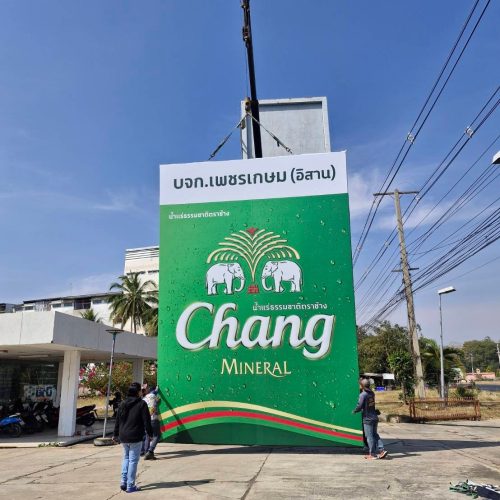 บจก.เพชรเกษม (อีสาน)
น้ำแร่ธรรมชาติตราช้าง
น้ำแร่ธรรมชาติตราช้าง
Chang
MINERAL